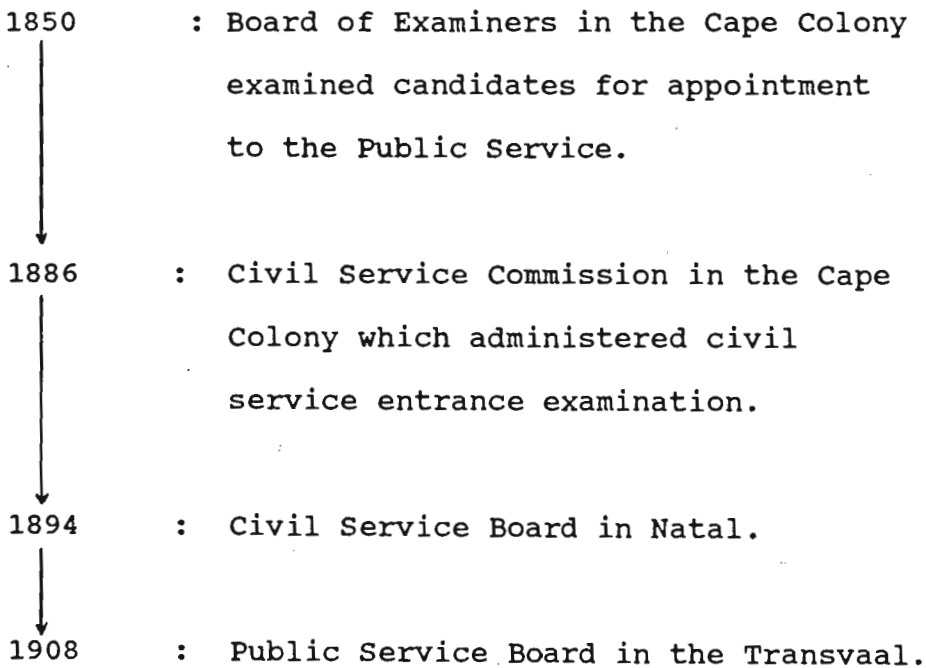 1850 : Board of Examiners in the Cape Colony
examined candidates for appointment
to the Public Service.
1886 : Civil Service Commission in the Cape
Colony which administered civil
service entrance examination.
1894 : Civil Service Board in Natal.
1908 : Public Service Board in the Transvaal.